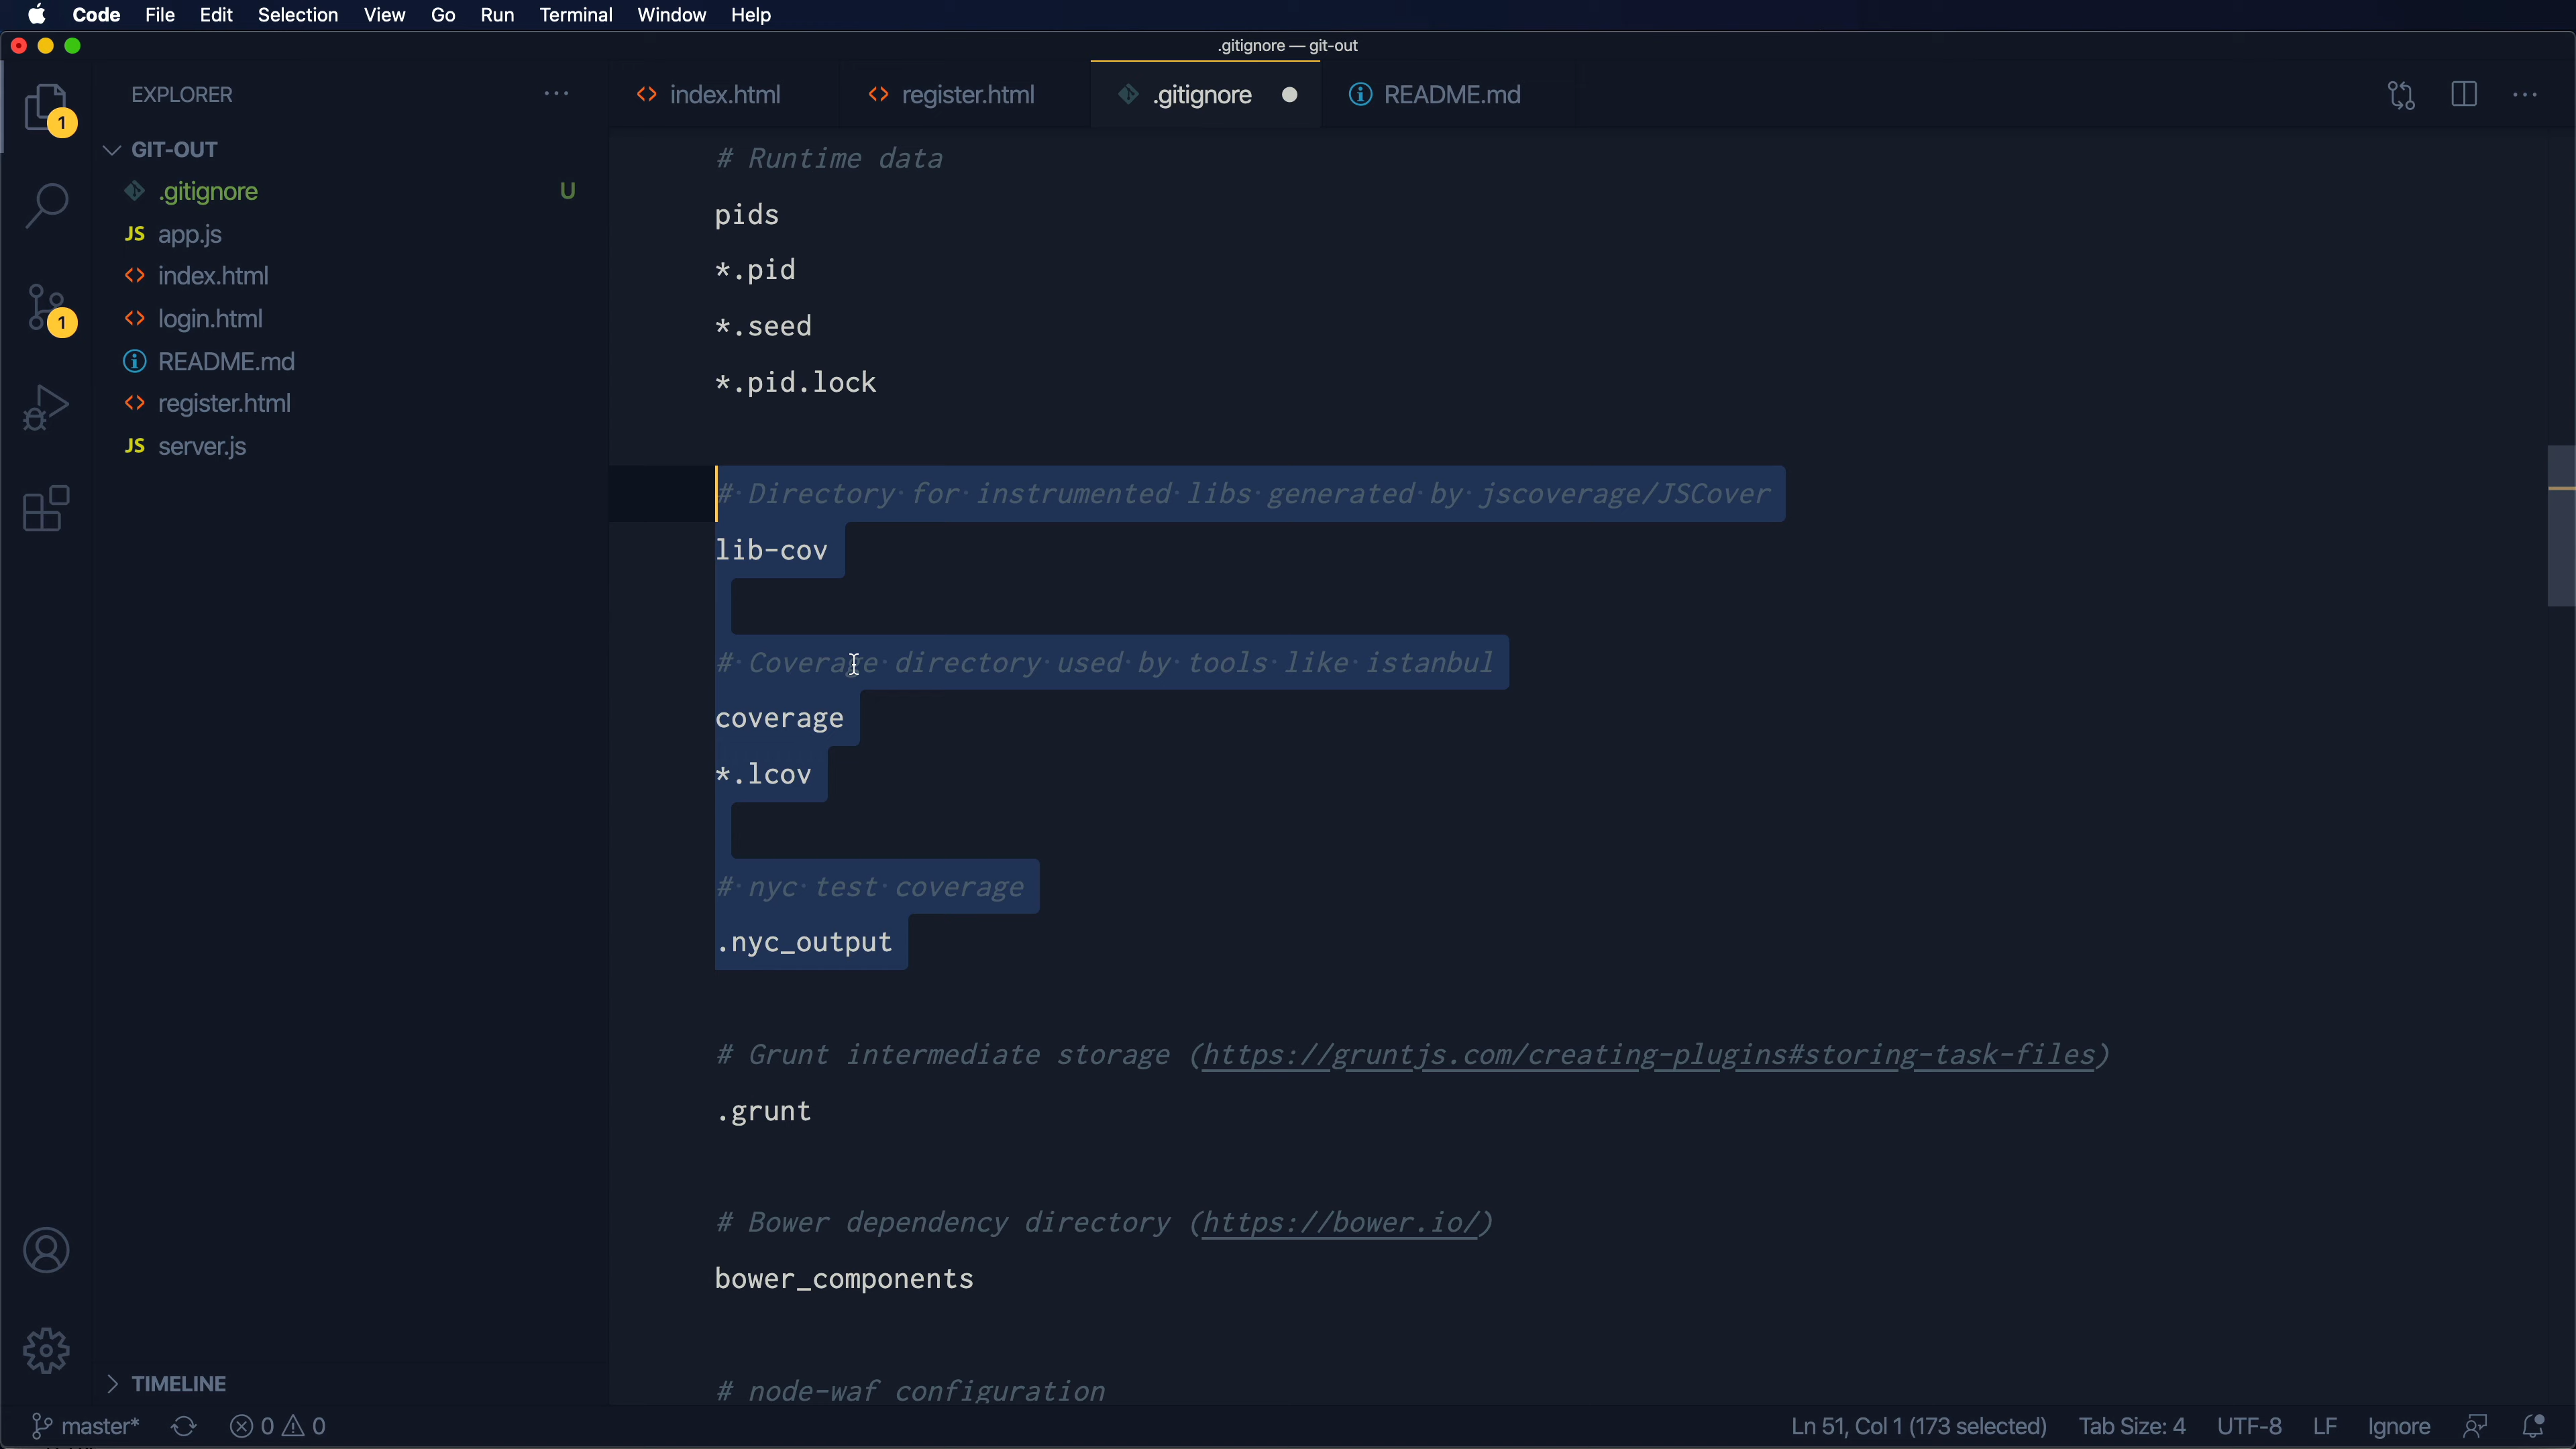 Code File Edit Selection View Go Run Terminal Window Help
.gitignore — git-out
EXPLORER
index.html
register.html
.gitignore
README.md
1
GIT-OUT
.gitignore U
JS app.js
index.html
login.html
1
README.md
register.html
JS server.js
# Runtime data
pids
*.pid
*.seed
*.pid.lock
# Directory for instrumented libs generated by jscoverage/JSCover
lib-cov
# Coverage directory used by tools like istanbul
coverage
*.lcov
# nyc test coverage
.nyc_output
# Grunt intermediate storage (https://gruntjs.com/creating-plugins#storing-task-files)
.grunt
# Bower dependency directory (https://bower.io/)
bower_components
# node-waf configuration
TIMELINE
master* 0 0 Ln 51, Col 1 (173 selected) Tab Size: 4 UTF-8 LF Ignore